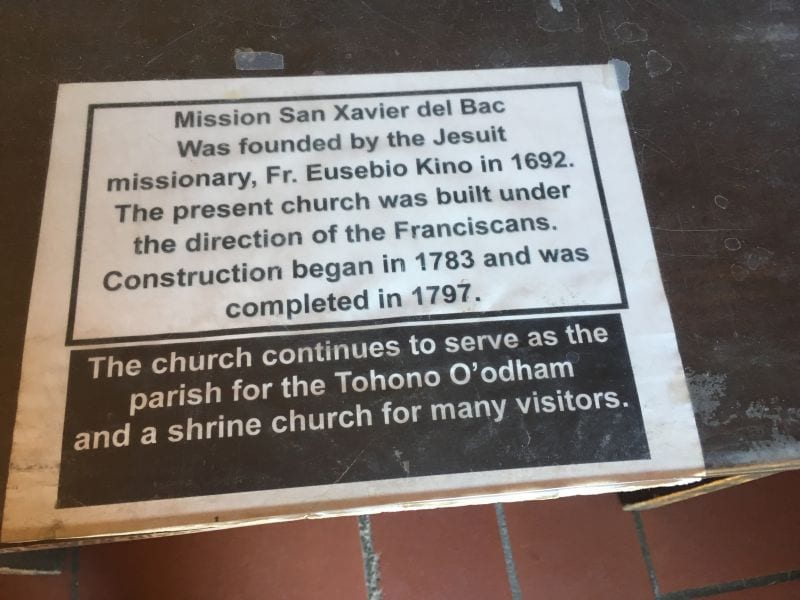 Mission San Xavier del Bac
Was founded by the Jesuit
missionary, Fr. Eusebio Kino in 1692.
The present church was built under
the direction of the Franciscans.
Construction began in 1783 and was
completed in 1797.
The church continues to serve as the
parish for the Tohono O'odham
and a shrine church for many visitors.